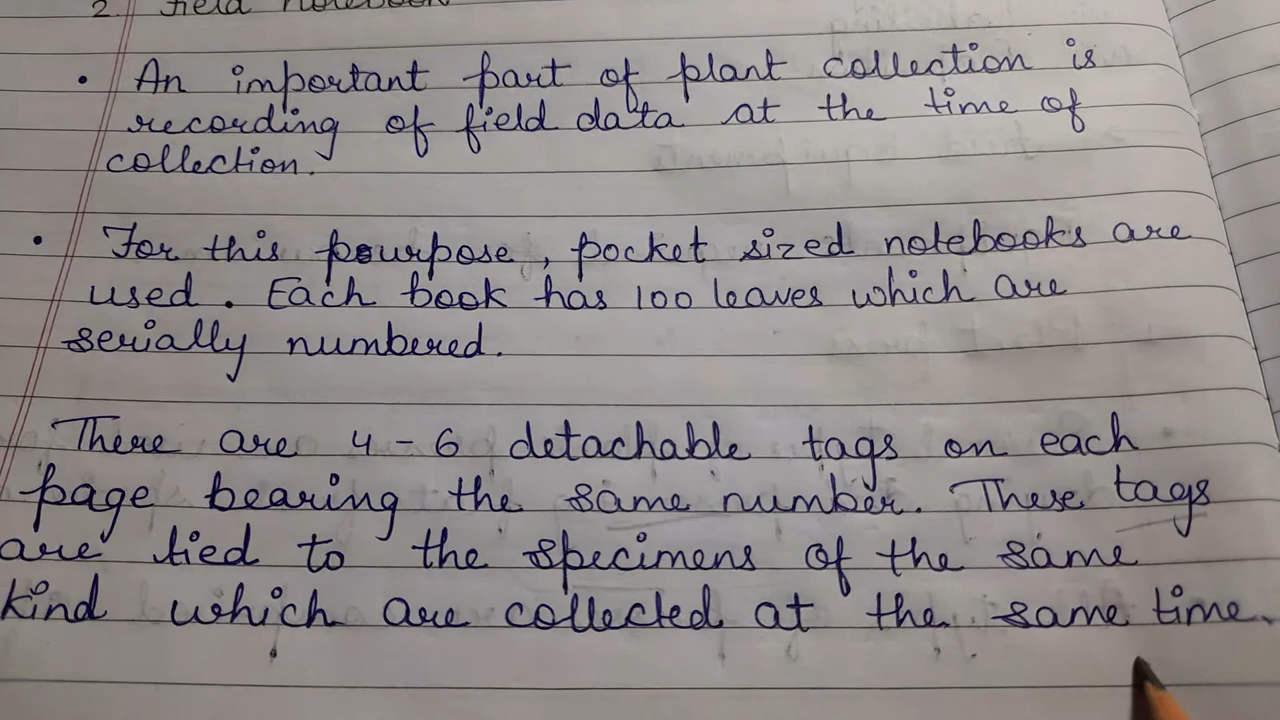 2. Field notebook
• An important part of plant collection is
recording of field data at the time of
collection.
• For this pourpose, pocket sized notebooks are
used. Each book has 100 leaves which are
serially numbered.
There are 4-6 detachable tags on each
page bearing the same number. These tags
are tied to the specimens of the same
kind which are collected at the same time.